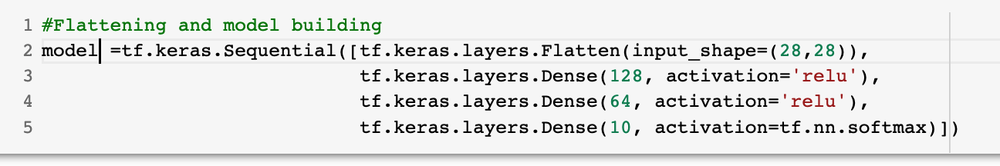 1 #Flattening and model building
2 model =tf.keras.Sequential([tf.keras.layers.Flatten(input_shape=(28,28)),
3 tf.keras.layers.Dense(128, activation='relu'),
4 tf.keras.layers.Dense(64, activation='relu'),
5 tf.keras.layers.Dense(10, activation=tf.nn.softmax)])